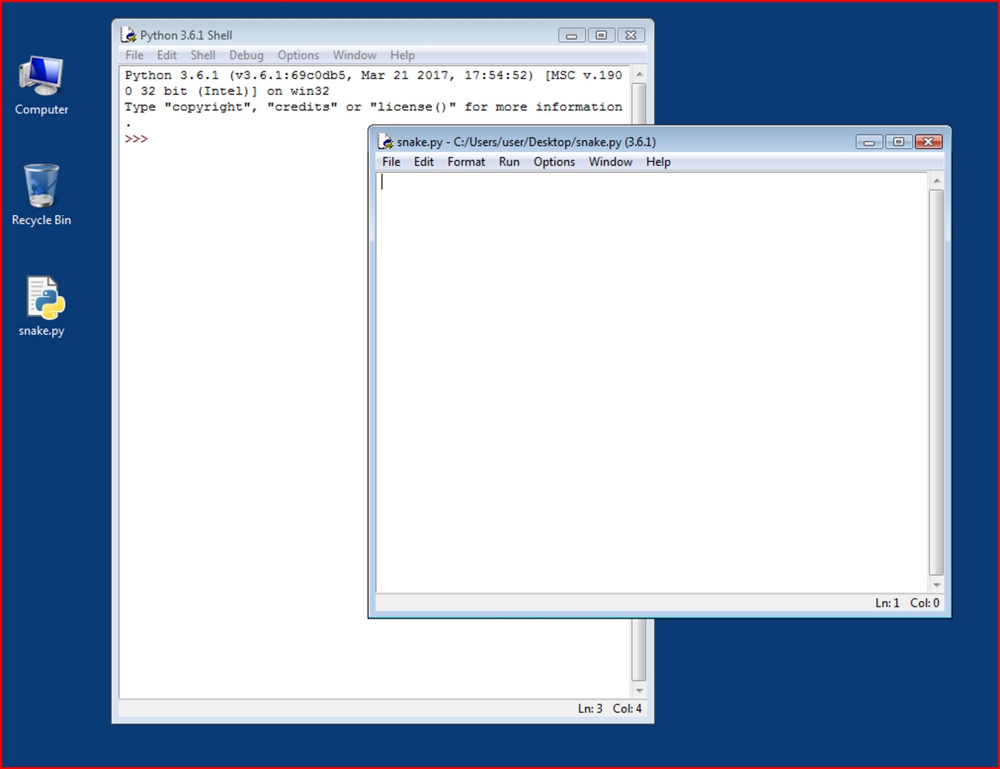 Computer
Recycle Bin
snake.py
Python 3.6.1 Shell
File Edit Shell Debug Options Window Help
Python 3.6.1 (v3.6.1:69c0db5, Mar 21 2017, 17:54:52) [MSC v.190
0 32 bit (Intel)] on win32
Type "copyright", "credits" or "license()" for more information
.
>>>
Ln: 3 Col: 4
snake.py - C:/Users/user/Desktop/snake.py (3.6.1)
File Edit Format Run Options Window Help
Ln: 1 Col: 0